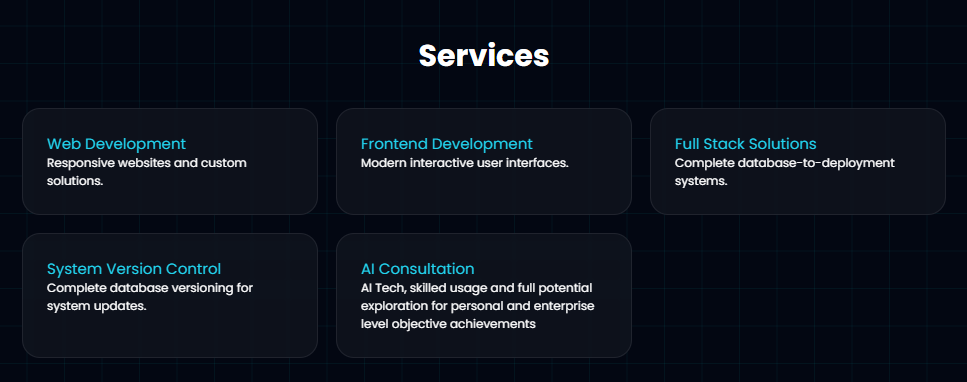 Services
Web Development
Responsive websites and custom
solutions.
Frontend Development
Modern interactive user interfaces.
Full Stack Solutions
Complete database-to-deployment
systems.
System Version Control
Complete database versioning for
system updates.
AI Consultation
AI Tech, skilled usage and full potential
exploration for personal and enterprise
level objective achievements